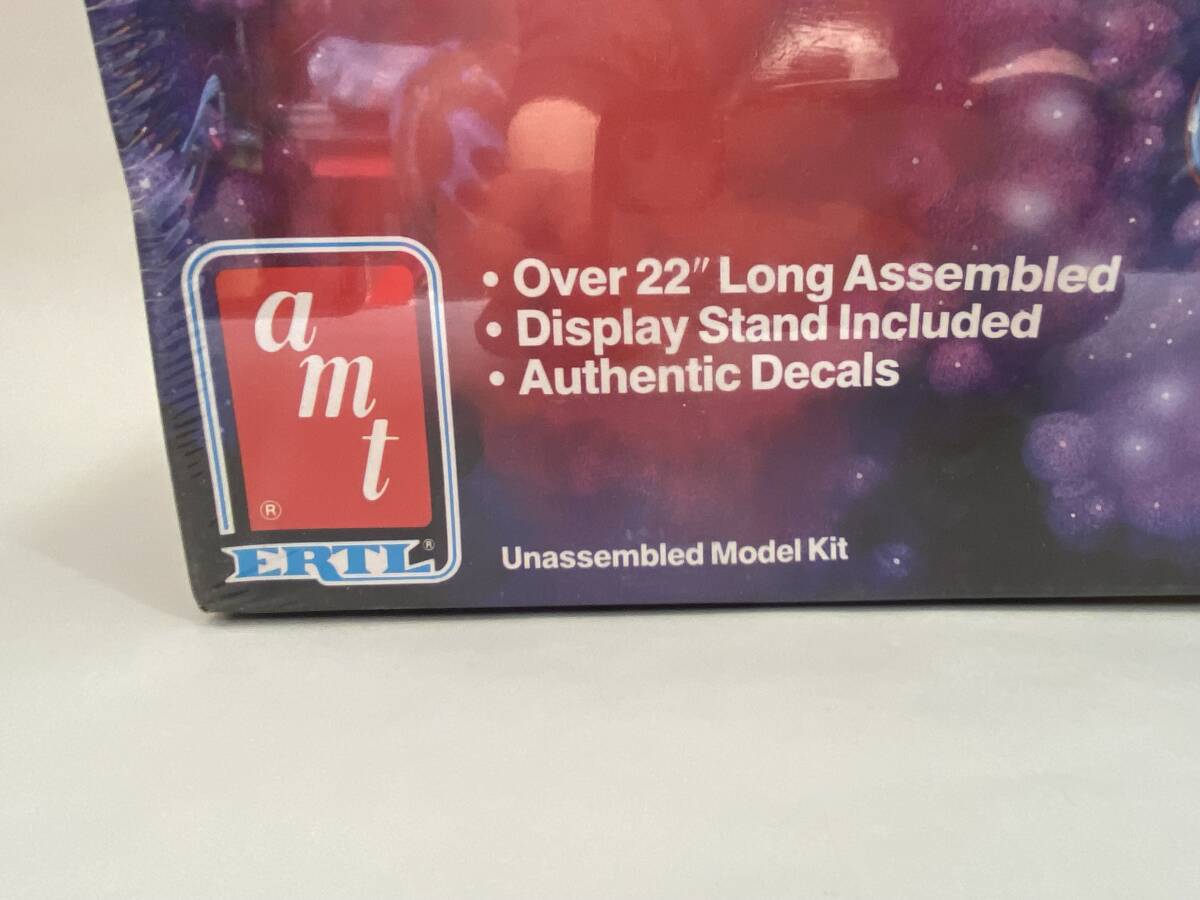 • Over 22″ Long Assembled
• Display Stand Included
• Authentic Decals
amt
®
ERTL®
Unassembled Model Kit